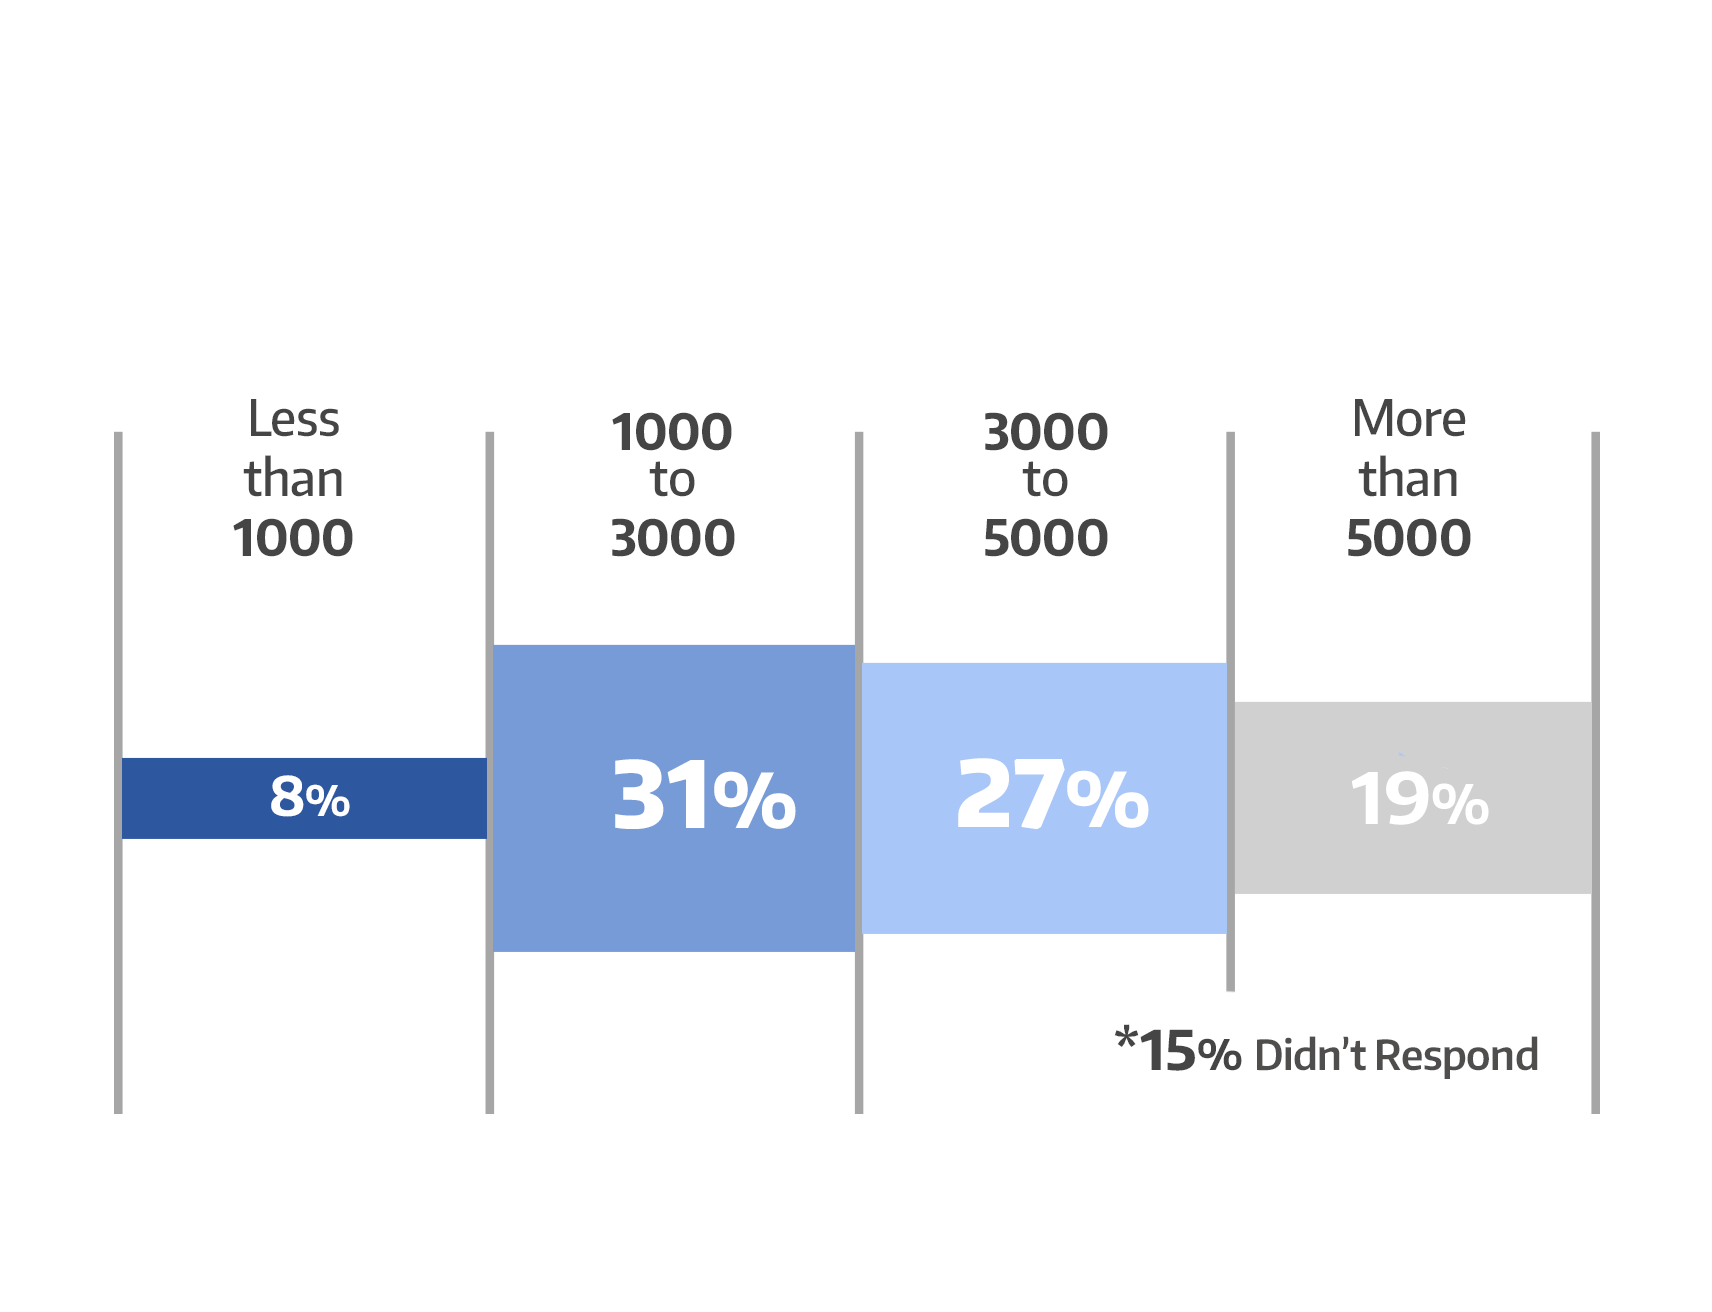 Less
than
1000
1000
to
3000
3000
to
5000
More
than
5000
8%
31%
27%
19%
*15% Didn’t Respond